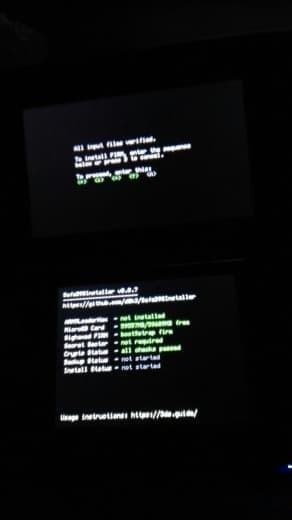 All input files verified.
To install FIRM, enter the sequence
below or press B to cancel.
To proceed, enter this:
SafeB9SInstaller v0.0.7
https://github.com/d0k3/SafeB9SInstaller
ARM9LoaderHax - not installed
MicroSD Card - free
Sighaxed FIRM - boot9strap firm
Secret Sector - not required
Crypto Status - all checks passed
Backup Status - not started
Install Status - not started
Usage instructions: https://3ds.guide/